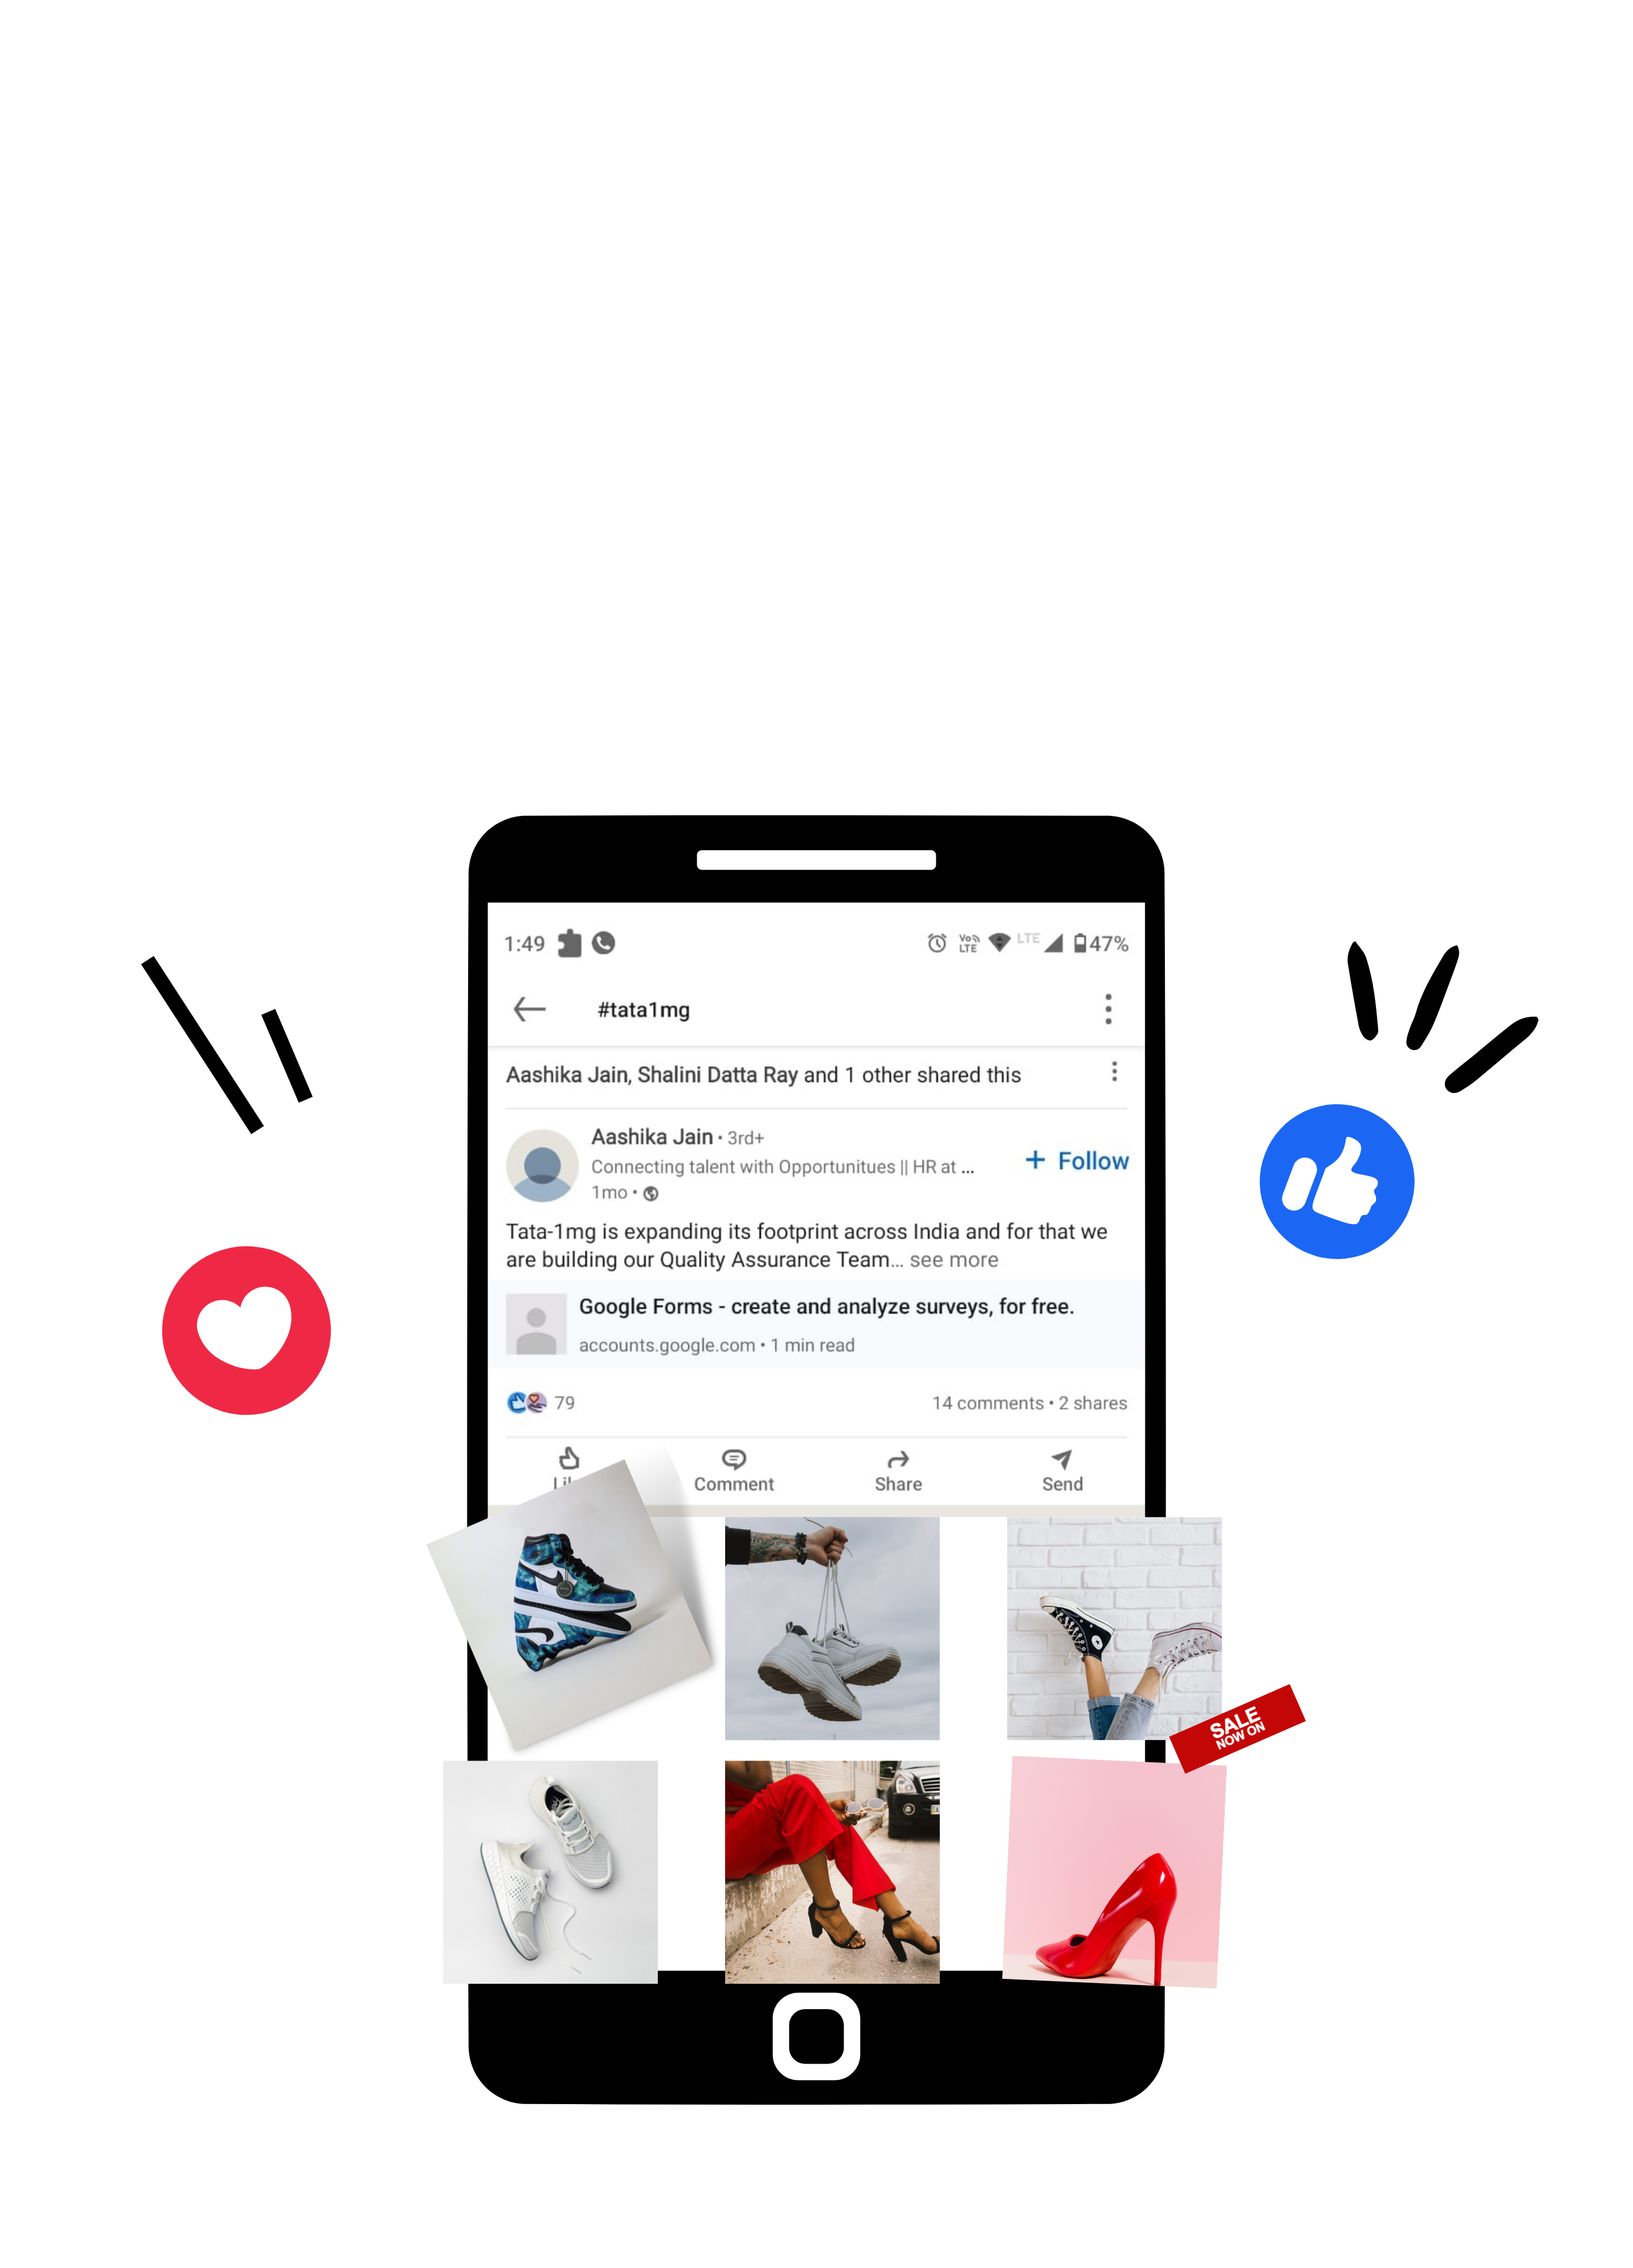 1:49 Vo LTE LTE 47%
#tata1mg
Aashika Jain, Shalini Datta Ray and 1 other shared this
Aashika Jain • 3rd+
Connecting talent with Opportunitues || HR at ...
+ Follow
1mo •
Tata-1mg is expanding its footprint across India and for that we
are building our Quality Assurance Team... see more
Google Forms - create and analyze surveys, for free.
accounts.google.com • 1 min read
79 14 comments • 2 shares
Comment Share Send
SALE
NOW ON